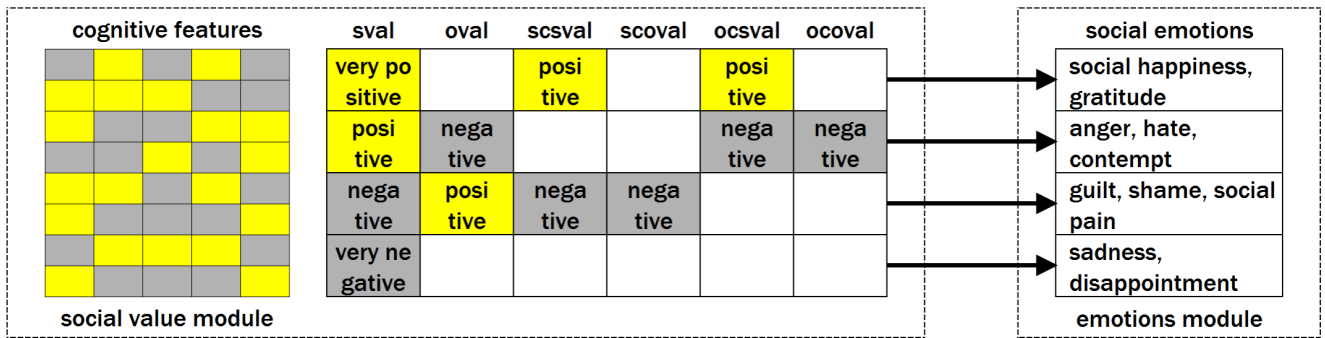 cognitive features
sval oval scsval scoval ocsval ocoval
social emotions
very po
sitive
posi
tive
posi
tive
social happiness,
gratitude
posi
tive
nega
tive
nega
tive
nega
tive
anger, hate,
contempt
nega
tive
posi
tive
nega
tive
nega
tive
guilt, shame, social
pain
very ne
gative
sadness,
disappointment
social value module
emotions module